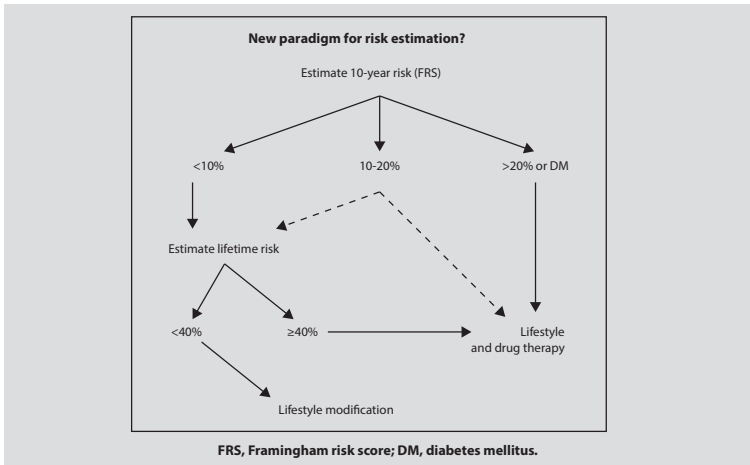 New paradigm for risk estimation?
Estimate 10-year risk (FRS)
<10%
10-20%
>20% or DM
Estimate lifetime risk
<40%
≥40%
Lifestyle
and drug therapy
Lifestyle modification
FRS, Framingham risk score; DM, diabetes mellitus.